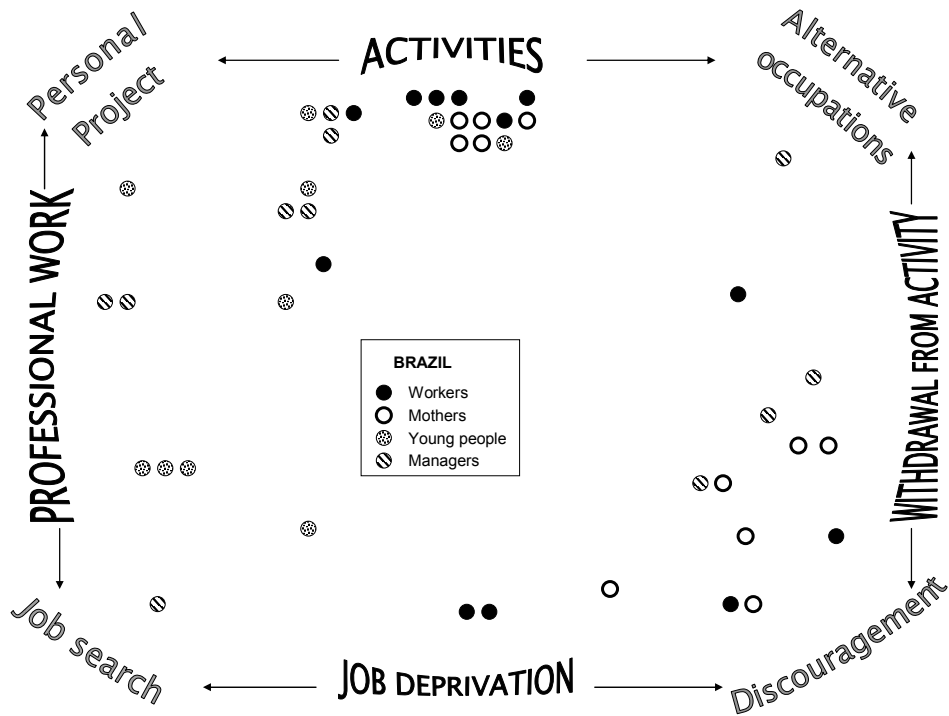 Personal
Project
ACTIVITIES
Alternative
occupations
PROFESSIONAL WORK
WITHDRAWAL FROM ACTIVITY
BRAZIL
Workers
Mothers
Young people
Managers
Job search
JOB DEPRIVATION
Discouragement